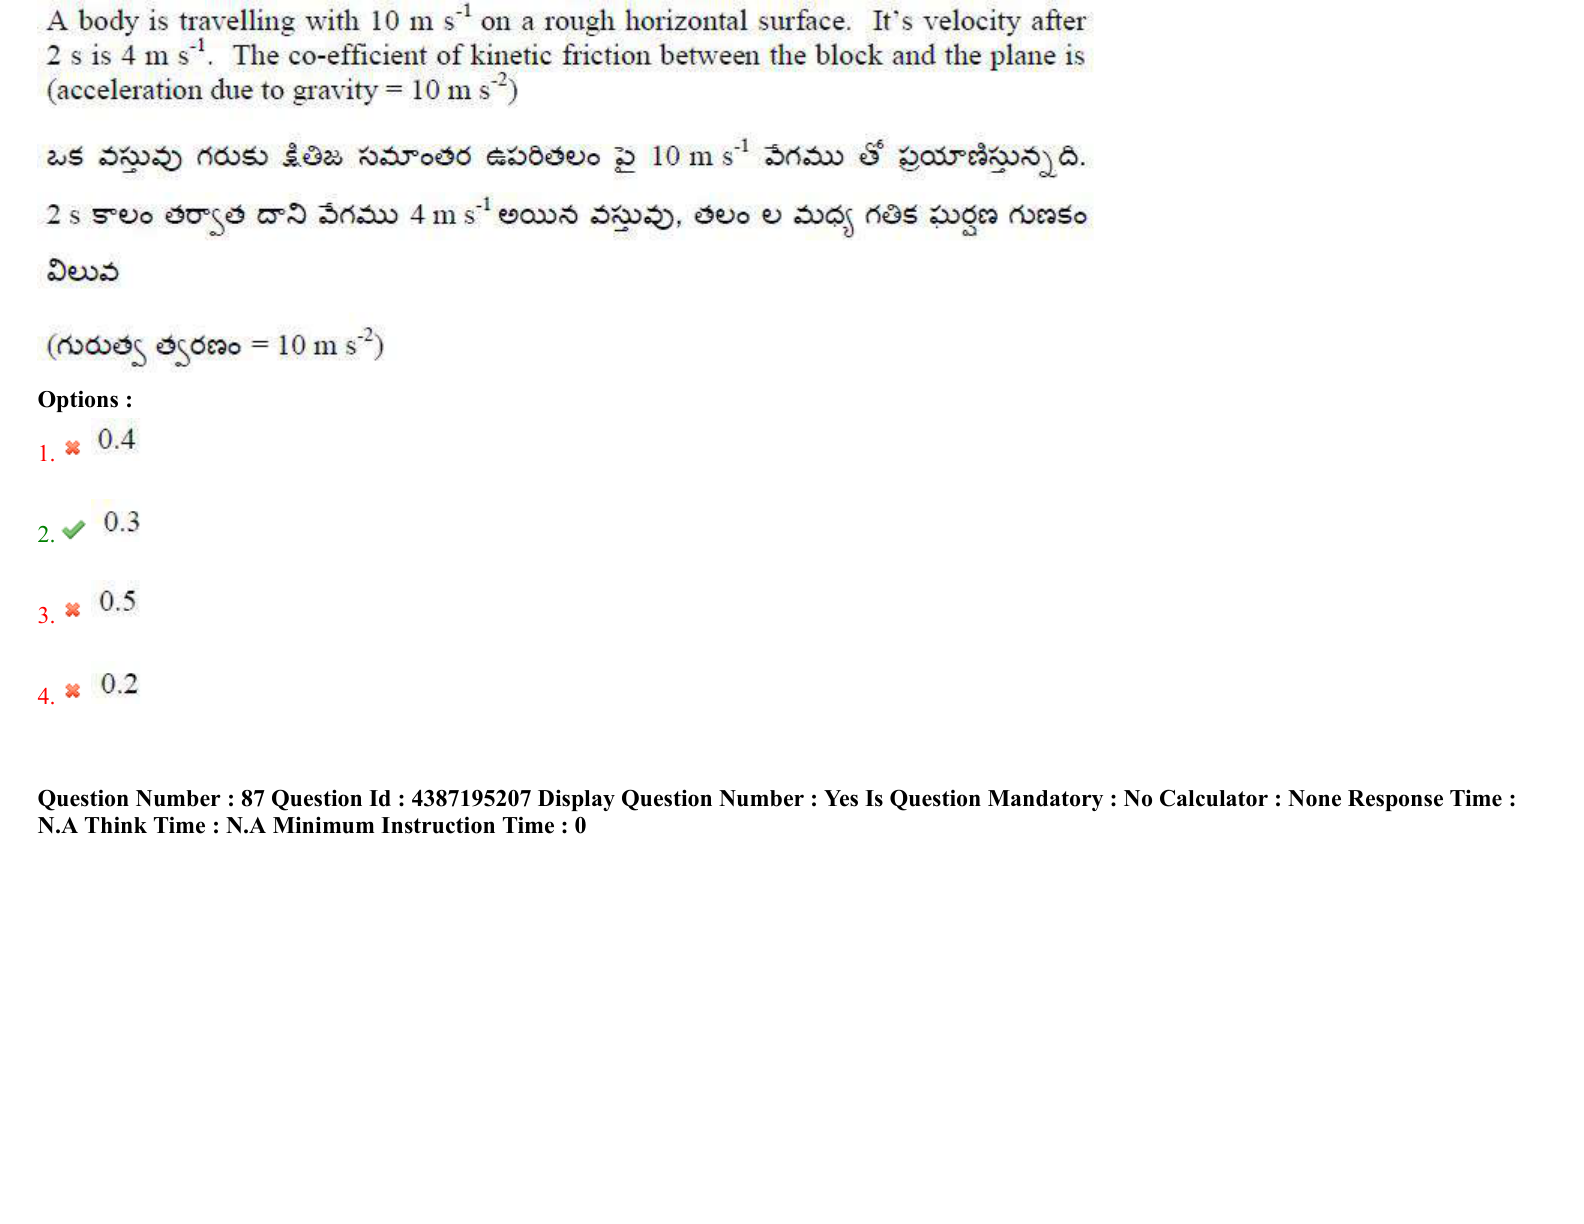 A body is travelling with 10 m s⁻¹ on a rough horizontal surface. It's velocity after
2 s is 4 m s⁻¹. The co-efficient of kinetic friction between the block and the plane is
(acceleration due to gravity = 10 m s⁻²)
ఒక వస్తువు గరుకు క్షితిజ సమాంతర ఉపరితలం పై 10 m s⁻¹ వేగము తో ప్రయాణిస్తున్నది.
2 s కాలం తర్వాత దాని వేగము 4 m s⁻¹ అయిన వస్తువు, తలం ల మధ్య గతిక ఘర్షణ గుణకం
విలువ
(గురుత్వ త్వరణం = 10 m s⁻²)
Options :
1. 0.4
2. 0.3
3. 0.5
4. 0.2
Question Number : 87 Question Id : 4387195207 Display Question Number : Yes Is Question Mandatory : No Calculator : None Response Time :
N.A Think Time : N.A Minimum Instruction Time : 0